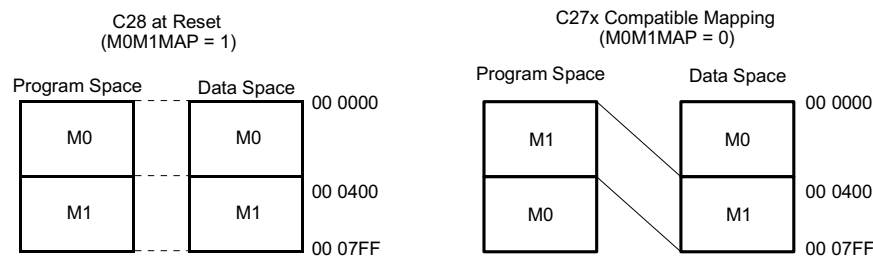 C28 at Reset
(M0M1MAP = 1)
Program Space Data Space
00 0000
M0 M0
00 0400
M1 M1
00 07FF
C27x Compatible Mapping
(M0M1MAP = 0)
Program Space Data Space
00 0000
M1 M0
00 0400
M0 M1
00 07FF